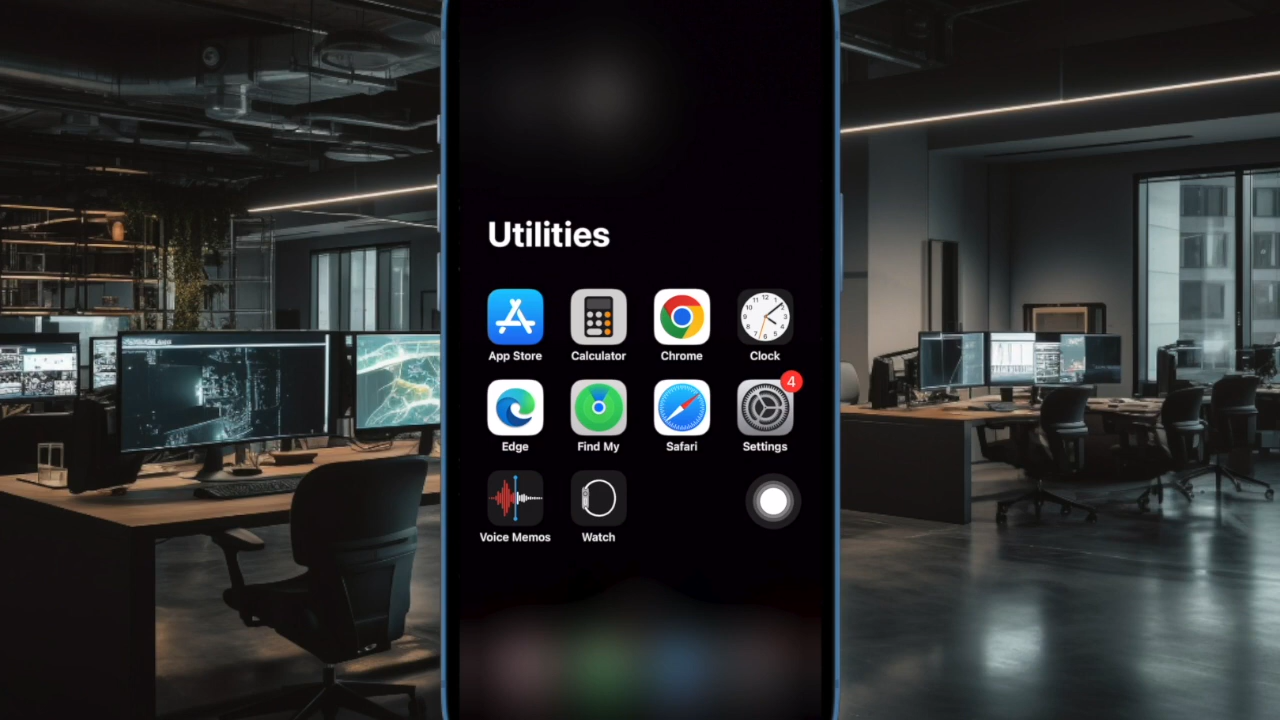 Utilities
App Store
Calculator
Chrome
Clock
4
Edge
Find My
Safari
Settings
Voice Memos
Watch